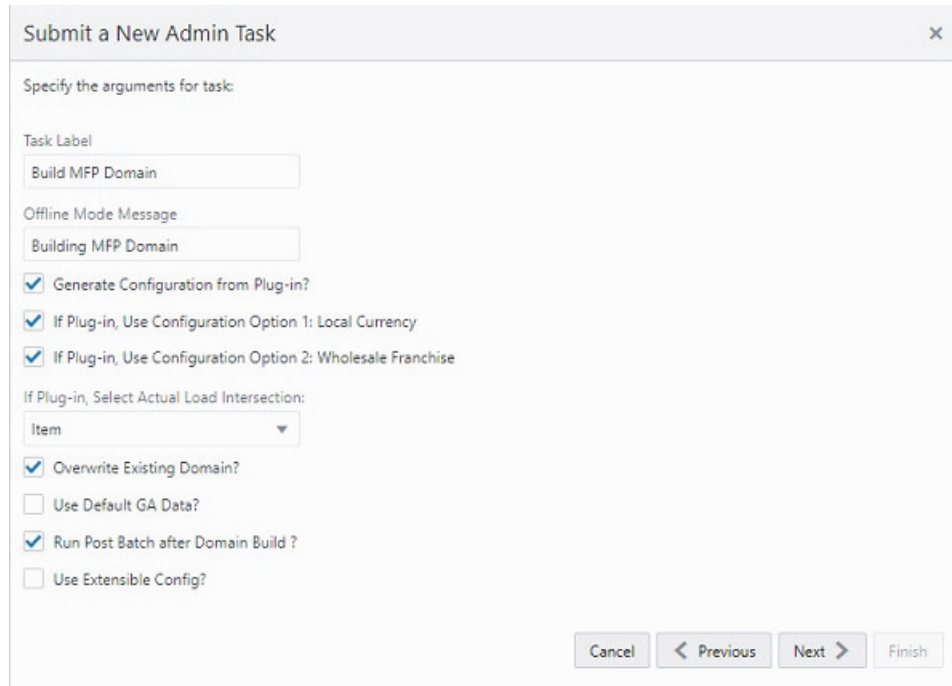 Submit a New Admin Task
Specify the arguments for task:
Task Label
Build MFP Domain
Offline Mode Message
Building MFP Domain
Generate Configuration from Plug-in?
If Plug-in, Use Configuration Option 1: Local Currency
If Plug-in, Use Configuration Option 2: Wholesale Franchise
If Plug-in, Select Actual Load Intersection:
Item
Overwrite Existing Domain?
Use Default GA Data?
Run Post Batch after Domain Build ?
Use Extensible Config?
Cancel Previous Next Finish